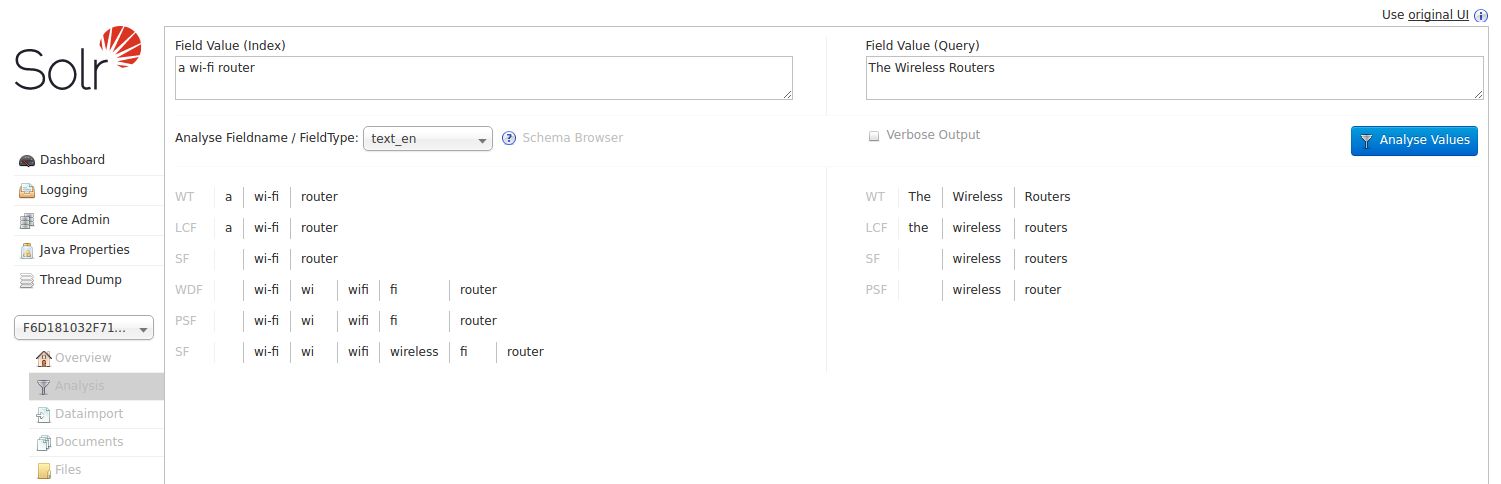 Use original UI
Solr
Field Value (Index)
Field Value (Query)
a wi-fi router
The Wireless Routers
Analyse Fieldname / FieldType: text_en Schema Browser
Verbose Output
Analyse Values
Dashboard
Logging
Core Admin
Java Properties
Thread Dump
F6D181032F71...
Overview
Analysis
Dataimport
Documents
Files
WT a wi-fi router
LCF a wi-fi router
SF wi-fi router
WDF wi-fi wi wifi fi router
PSF wi-fi wi wifi fi router
SF wi-fi wi wifi wireless fi router
WT The Wireless Routers
LCF the wireless routers
SF wireless routers
PSF wireless router